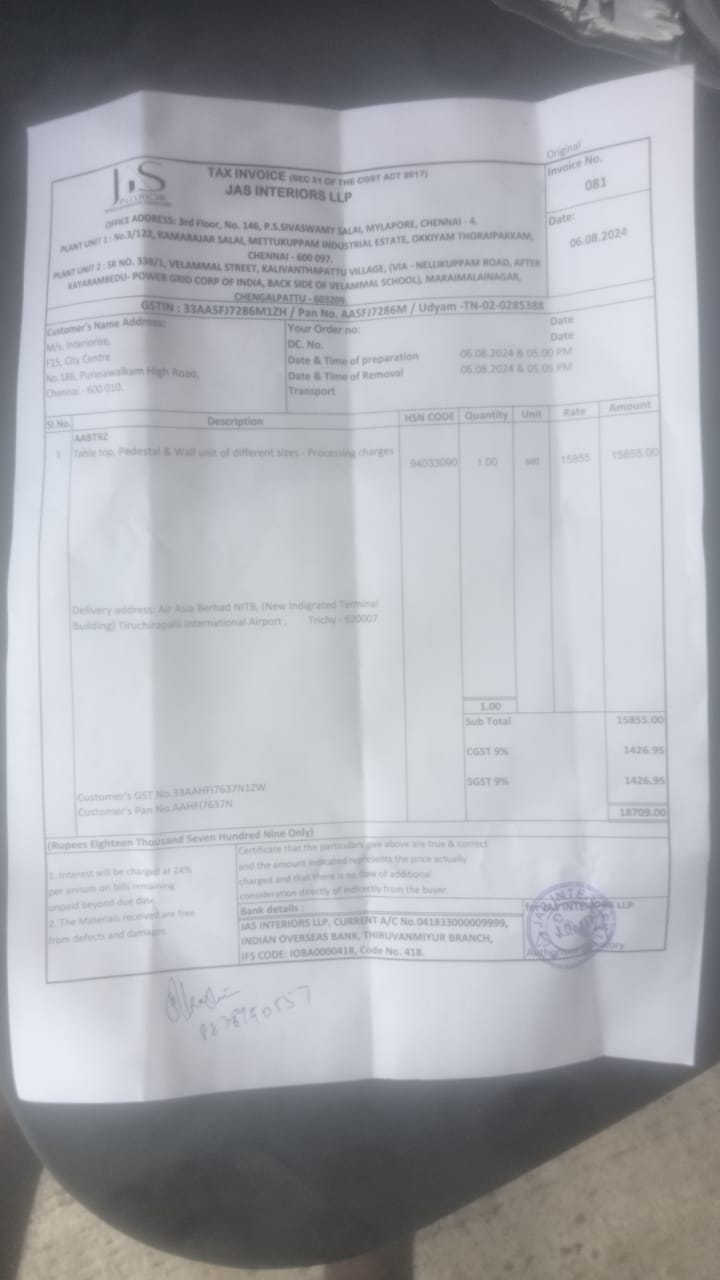 JAS
INTERIOR
TAX INVOICE (SEC 31 OF THE CGST ACT 2017)
JAS INTERIORS LLP
Original
Invoice No.
081
Date:
06.08.2024
OFFICE ADDRESS: 3rd Floor, No. 146, P.S.SIVASWAMY SALAI, MYLAPORE, CHENNAI - 4.
PLANT UNIT 1 : No.3/122, KAMARAJAR SALAI, METTUKUPPAM INDUSTRIAL ESTATE, OKKIYAM THORAIPAKKAM,
CHENNAI - 600 097.
PLANT UNIT 2 : SR NO. 338/1, VELAMMAL STREET, KALIVANTHAPATTU VILLAGE, (VIA - NELLIKUPPAM ROAD, AFTER
KAYARAMBEDU- POWER GRID CORP OF INDIA, BACK SIDE OF VELAMMAL SCHOOL), MARAIMALAINAGAR,
CHENGALPATTU - 603209.
GSTIN : 33AASFJ7286M1ZH / Pan No. AASFJ7286M / Udyam -TN-02-0285388
Customer's Name Address:
M/s. Interiorise,
F15, City Centre
No.186, Purasawalkam High Road,
Chennai - 600 010.
Your Order no: Date
DC. No. Date
Date & Time of preparation 06.08.2024 & 05.00 PM
Date & Time of Removal 06.08.2024 & 05.05 PM
Transport
Sl.No. Description HSN CODE Quantity Unit Rate Amount
AABTRZ
1 Table top, Pedestal & Wall unit of different sizes - Processing charges 94033090 1.00 set 15855 15855.00
Delivery address: Air Asia Berhad NITB, (New Indigrated Terminal
Building) Tiruchirapalli International Airport, Trichy - 620007
1.00
Sub Total 15855.00
CGST 9% 1426.95
SGST 9% 1426.95
Customer's GST No.33AAHFI7637N1ZW
Customer's Pan No.AAHFI7637N
18709.00
(Rupees Eighteen Thousand Seven Hundred Nine Only)
1. Interest will be charged at 24%
per annum on bills remaining
unpaid beyond due date
2. The Materials received are free
from defects and damages.
Certificate that the particulars give above are true & correct
and the amount indicated represents the price actually
charged and that there is no flow of additional
consideration directly of indirectly from the buyer.
Bank details :
JAS INTERIORS LLP, CURRENT A/C No.041833000009999,
INDIAN OVERSEAS BANK, THIRUVANMIYUR BRANCH,
IFS CODE: IOBA0000418, Code No. 418.
for JAS INTERIORS LLP
Authorised Signatory